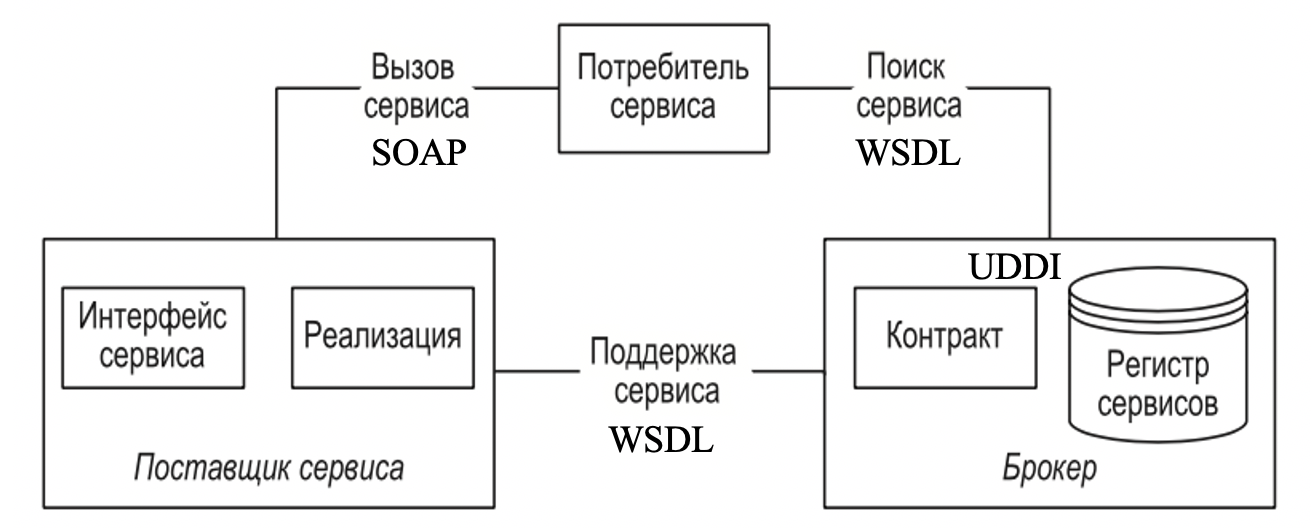 Вызов
сервиса
SOAP
Потребитель
сервиса
Поиск
сервиса
WSDL
Интерфейс
сервиса
Реализация
Поставщик сервиса
Поддержка
сервиса
WSDL
UDDI
Контракт
Регистр
сервисов
Брокер